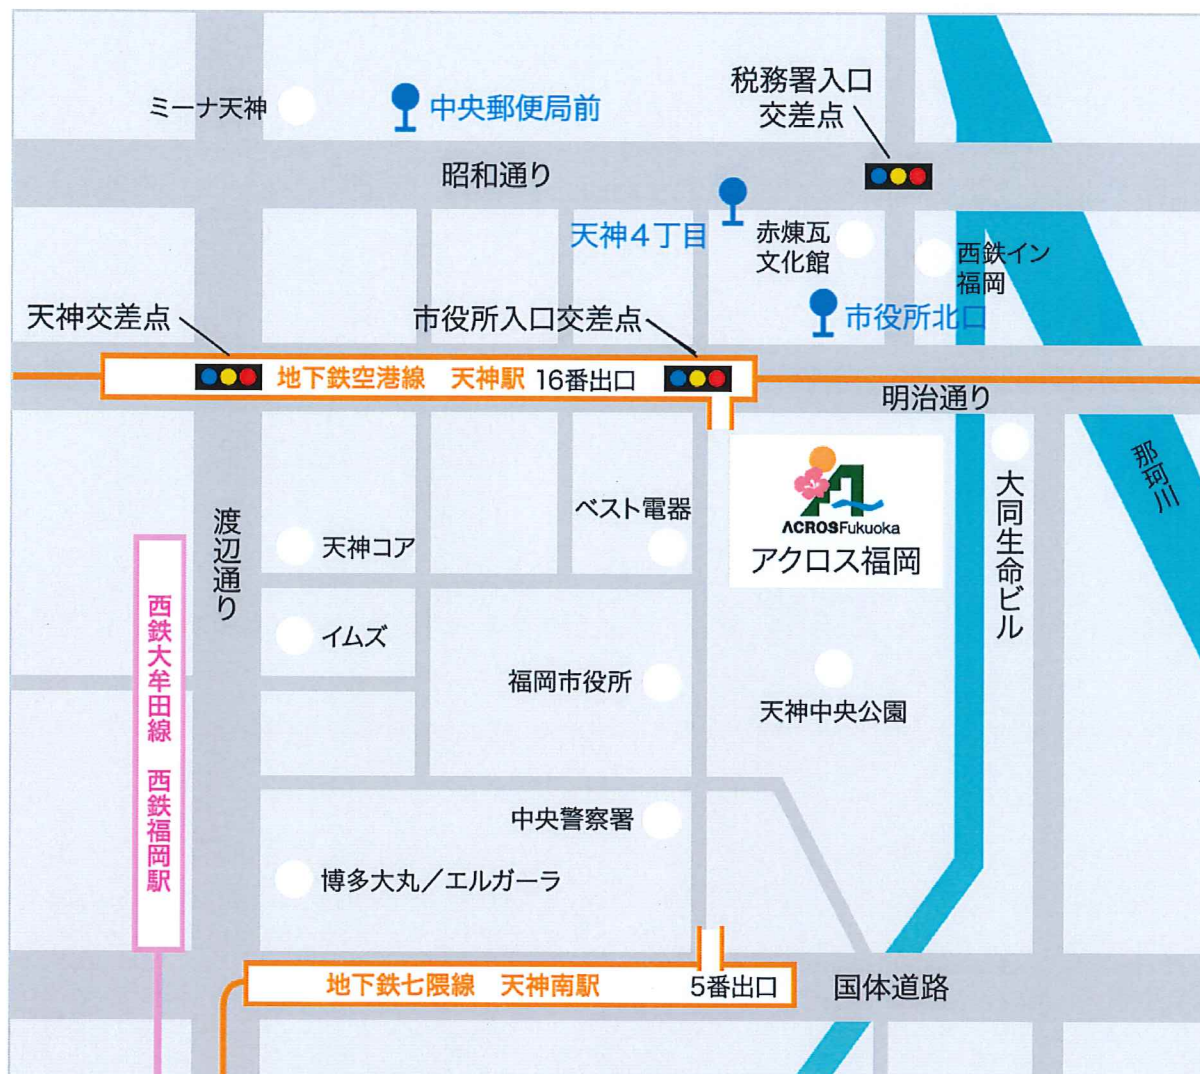 ミーナ天神
中央郵便局前
税務署入口
交差点
昭和通り
天神4丁目
赤煉瓦
文化館
西鉄イン
福岡
市役所北口
天神交差点
市役所入口交差点
地下鉄空港線 天神駅 16番出口
明治通り
那珂川
ACROS Fukuoka
アクロス福岡
大同生命ビル
ベスト電器
渡辺通り
天神コア
イムズ
西鉄大牟田線 西鉄福岡駅
福岡市役所
天神中央公園
中央警察署
博多大丸／エルガーラ
地下鉄七隈線 天神南駅 5番出口
国体道路